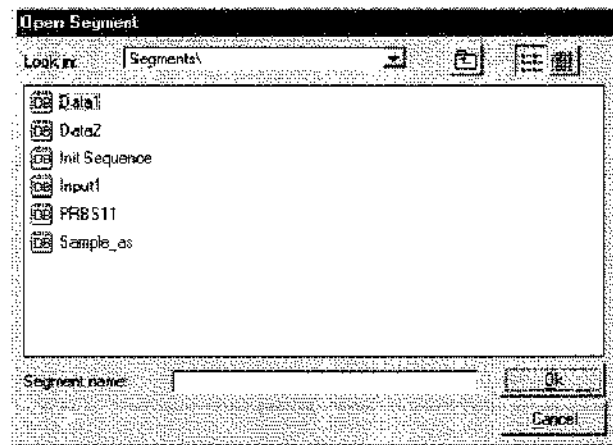 Open Segment
Look in: Segments\
Data1
Data2
Init Sequence
Input1
PRBS11
Sample_as
Segment name:
Ok
Cancel